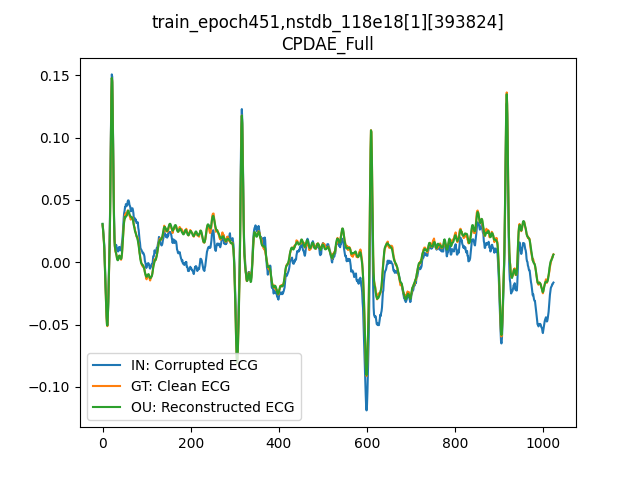 train_epoch451,nstdb_118e18[1][393824]
CPDAE_Full
0.15
0.10
0.05
0.00
−0.05
−0.10
IN: Corrupted ECG
GT: Clean ECG
OU: Reconstructed ECG
0 200 400 600 800 1000